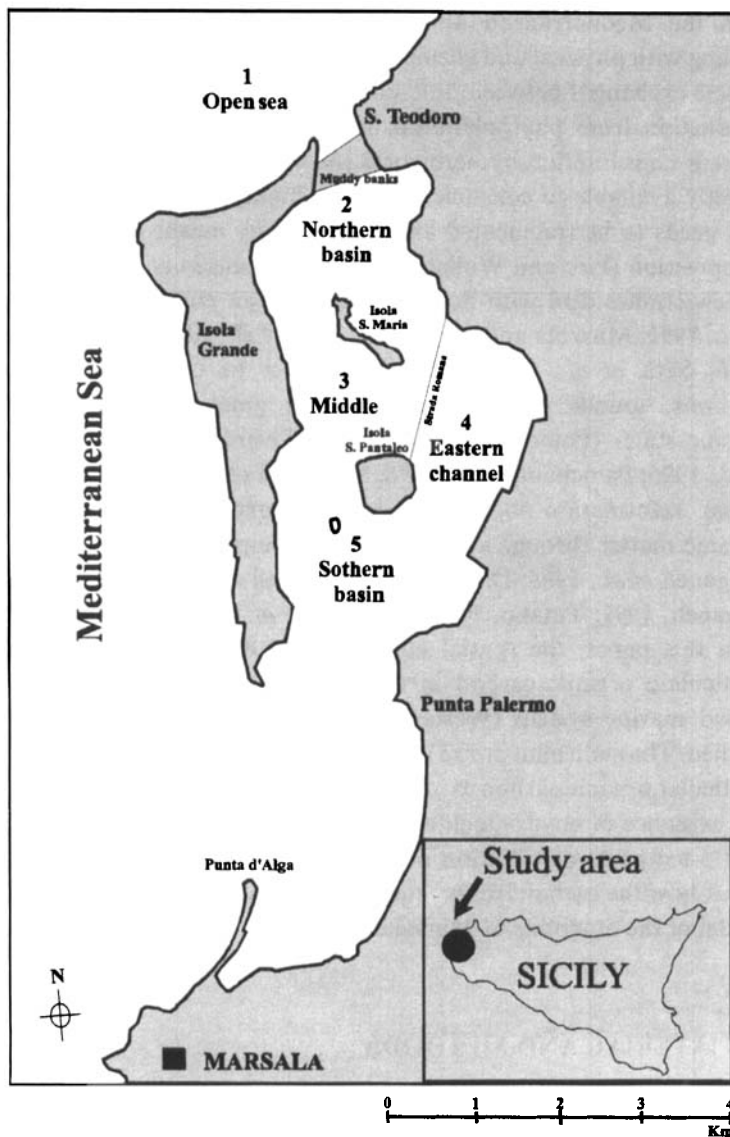 1
Open sea
S. Teodoro
Muddy banks
2
Northern
basin
Isola
S. Maria
Isola
Grande
Mediterranean Sea
3
Middle
Strada Romana
4
Eastern
channel
Isola
S. Pantaleo
5
Sothern
basin
Punta Palermo
Punta d'Alga
Study area
SICILY
N
MARSALA
0 1 2 3 4
Km